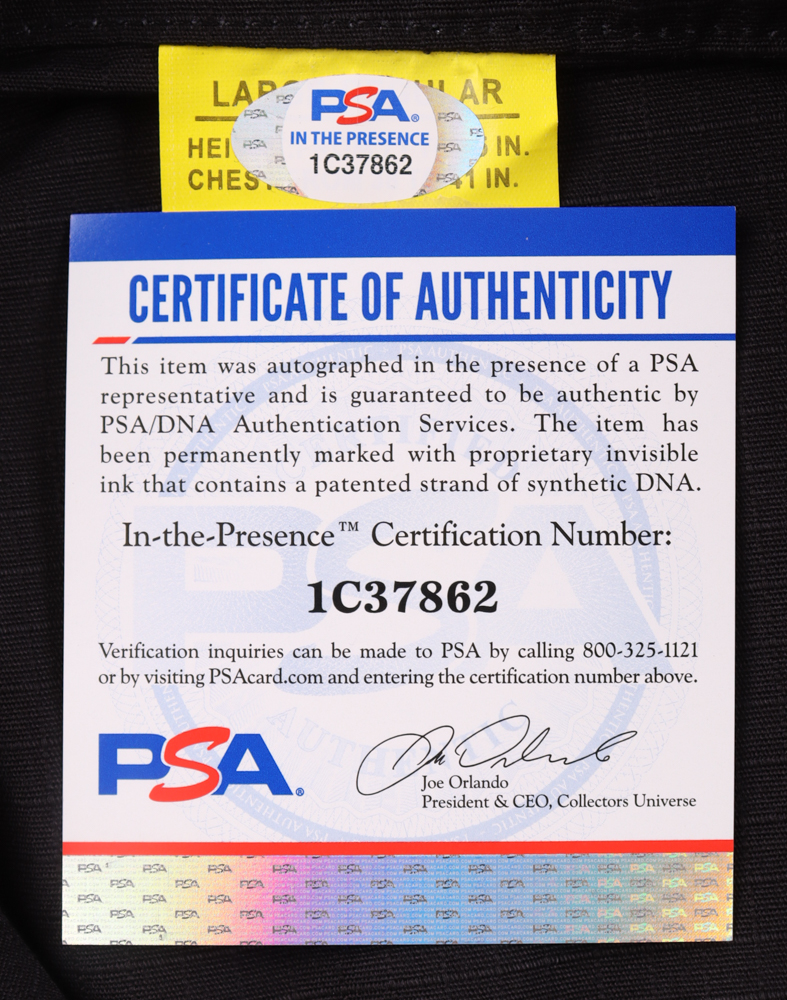 PSA
IN THE PRESENCE
1C37862
IN.
IN.
CERTIFICATE OF AUTHENTICITY
This item was autographed in the presence of a PSA
representative and is guaranteed to be authentic by
PSA/DNA Authentication Services. The item has
been permanently marked with proprietary invisible
ink that contains a patented strand of synthetic DNA.
In-the-Presence™ Certification Number:
1C37862
Verification inquiries can be made to PSA by calling 800-325-1121
or by visiting PSAcard.com and entering the certification number above.
PSA®
Joe Orlando
President & CEO, Collectors Universe